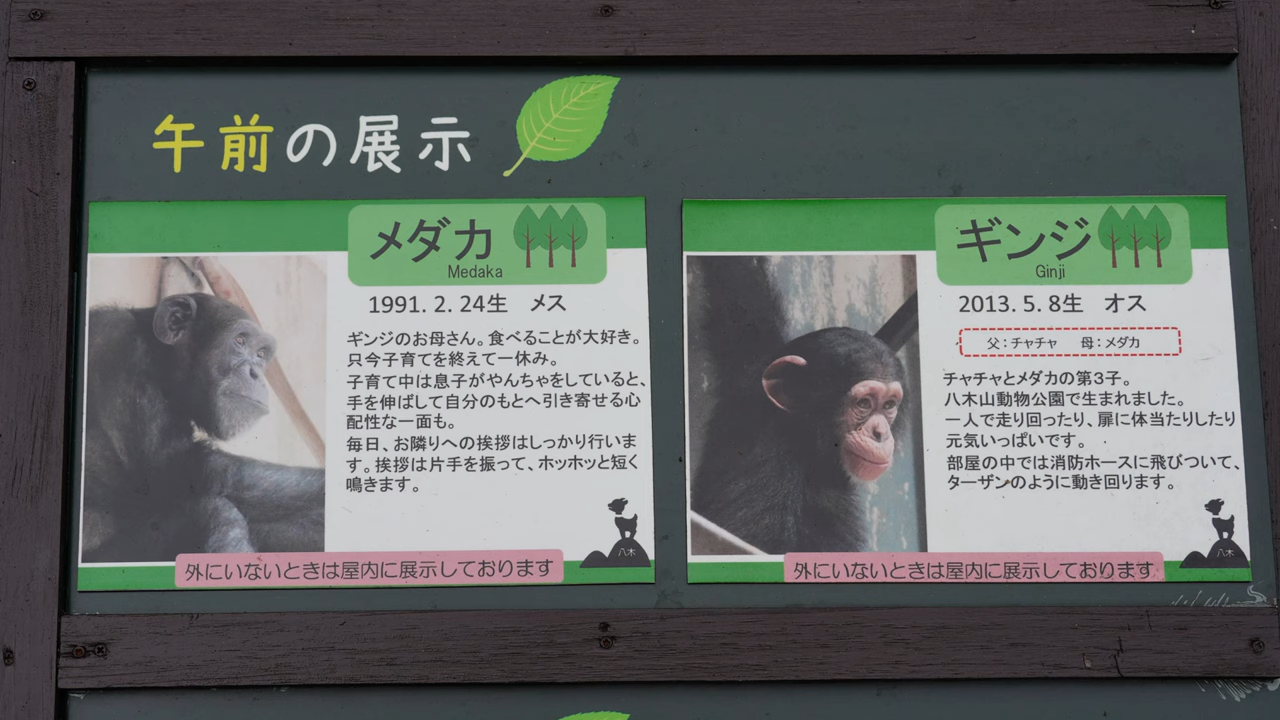 午前の展示
メダカ
Medaka
1991. 2. 24生　メス
ギンジのお母さん。食べることが大好き。
只今子育てを終えて一休み。
子育て中は息子がやんちゃをしていると、
手を伸ばして自分のもとへ引き寄せる心
配性な一面も。
毎日、お隣りへの挨拶はしっかり行いま
す。挨拶は片手を振って、ホッホッと短く
鳴きます。
八木
外にいないときは屋内に展示しております
ギンジ
Ginji
2013. 5. 8生　オス
父：チャチャ　母：メダカ
チャチャとメダカの第3子。
八木山動物公園で生まれました。
一人で走り回ったり、扉に体当たりしたり
元気いっぱいです。
部屋の中では消防ホースに飛びついて、
ターザンのように動き回ります。
八木
外にいないときは屋内に展示しております